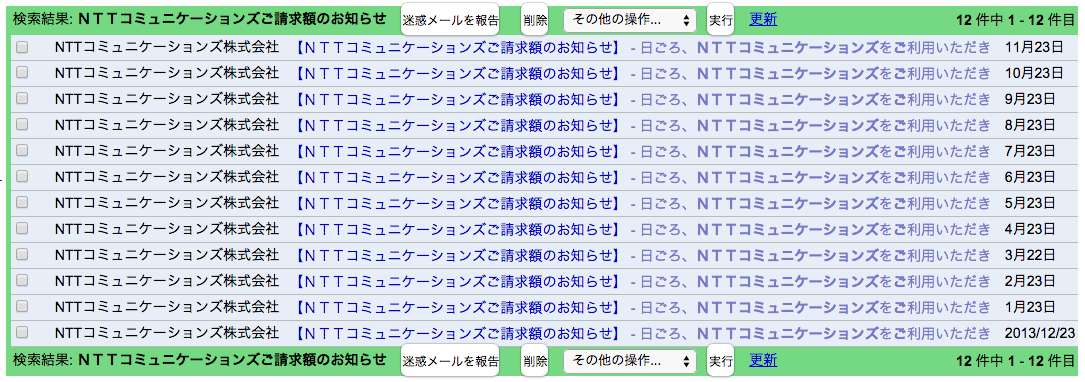 検索結果: ＮＴＴコミュニケーションズご請求額のお知らせ 迷惑メールを報告 削除 その他の操作... 実行 更新 12 件中 1 - 12 件目
NTTコミュニケーションズ株式会社 【ＮＴＴコミュニケーションズご請求額のお知らせ】 - 日ごろ、ＮＴＴコミュニケーションズをご利用いただき 11月23日
NTTコミュニケーションズ株式会社 【ＮＴＴコミュニケーションズご請求額のお知らせ】 - 日ごろ、ＮＴＴコミュニケーションズをご利用いただき 10月23日
NTTコミュニケーションズ株式会社 【ＮＴＴコミュニケーションズご請求額のお知らせ】 - 日ごろ、ＮＴＴコミュニケーションズをご利用いただき 9月23日
NTTコミュニケーションズ株式会社 【ＮＴＴコミュニケーションズご請求額のお知らせ】 - 日ごろ、ＮＴＴコミュニケーションズをご利用いただき 8月23日
NTTコミュニケーションズ株式会社 【ＮＴＴコミュニケーションズご請求額のお知らせ】 - 日ごろ、ＮＴＴコミュニケーションズをご利用いただき 7月23日
NTTコミュニケーションズ株式会社 【ＮＴＴコミュニケーションズご請求額のお知らせ】 - 日ごろ、ＮＴＴコミュニケーションズをご利用いただき 6月23日
NTTコミュニケーションズ株式会社 【ＮＴＴコミュニケーションズご請求額のお知らせ】 - 日ごろ、ＮＴＴコミュニケーションズをご利用いただき 5月23日
NTTコミュニケーションズ株式会社 【ＮＴＴコミュニケーションズご請求額のお知らせ】 - 日ごろ、ＮＴＴコミュニケーションズをご利用いただき 4月23日
NTTコミュニケーションズ株式会社 【ＮＴＴコミュニケーションズご請求額のお知らせ】 - 日ごろ、ＮＴＴコミュニケーションズをご利用いただき 3月22日
NTTコミュニケーションズ株式会社 【ＮＴＴコミュニケーションズご請求額のお知らせ】 - 日ごろ、ＮＴＴコミュニケーションズをご利用いただき 2月23日
NTTコミュニケーションズ株式会社 【ＮＴＴコミュニケーションズご請求額のお知らせ】 - 日ごろ、ＮＴＴコミュニケーションズをご利用いただき 1月23日
NTTコミュニケーションズ株式会社 【ＮＴＴコミュニケーションズご請求額のお知らせ】 - 日ごろ、ＮＴＴコミュニケーションズをご利用いただき 2013/12/23
検索結果: ＮＴＴコミュニケーションズご請求額のお知らせ 迷惑メールを報告 削除 その他の操作... 実行 更新 12 件中 1 - 12 件目